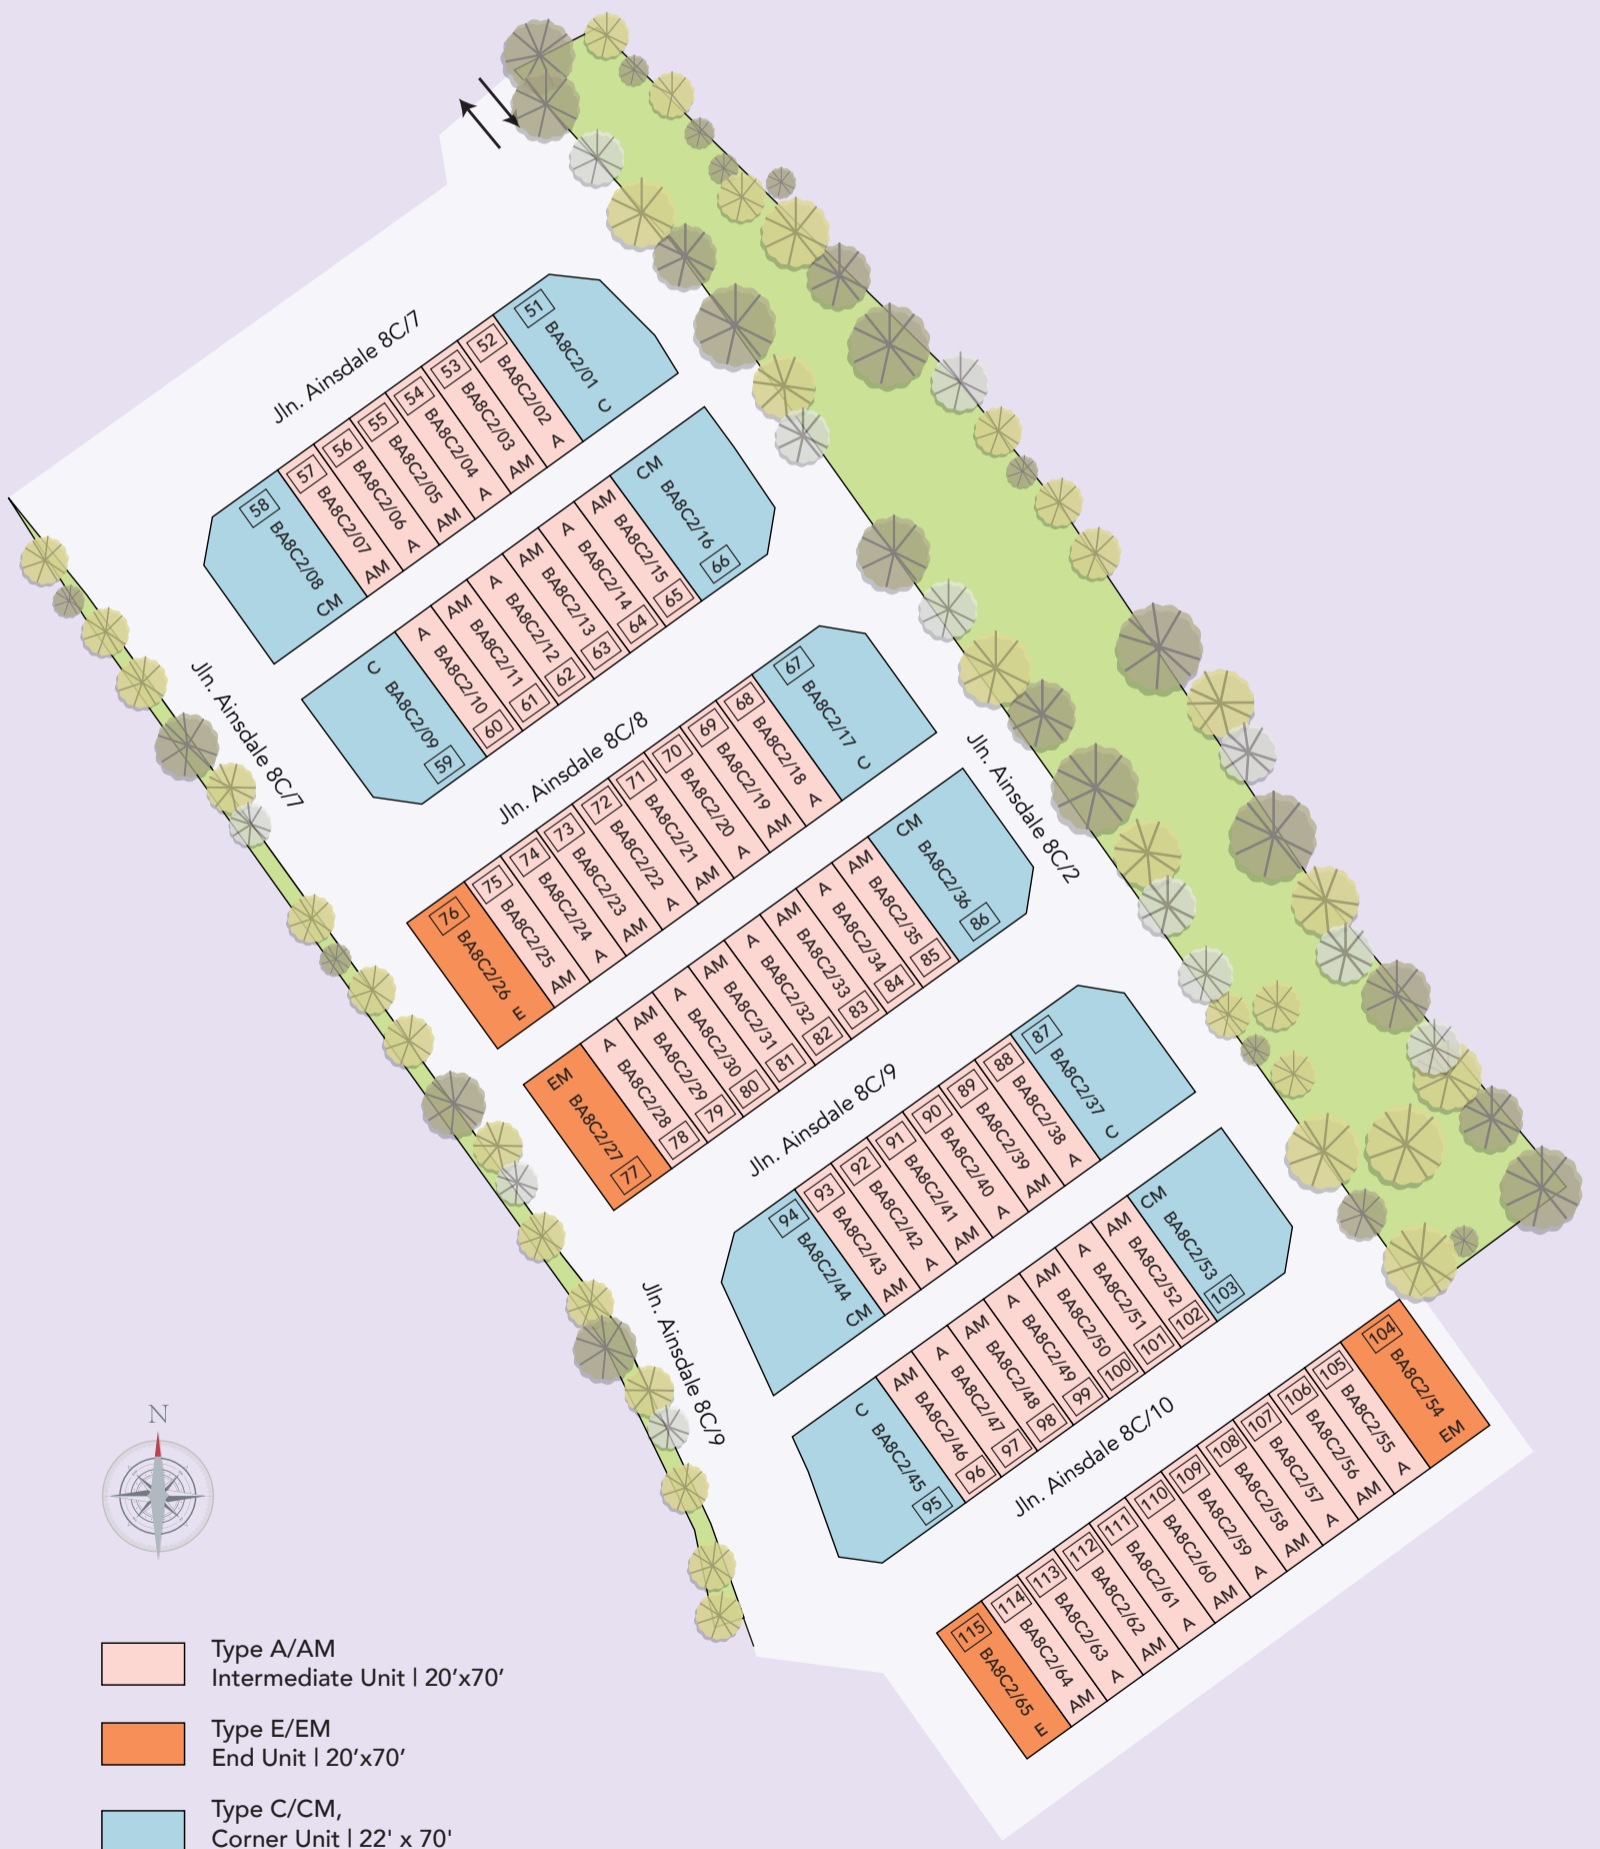 Jln. Ainsdale 8C/7
51 BA8C2/01 C
52 BA8C2/02 A
53 BA8C2/03 AM
54 BA8C2/04 A
55 BA8C2/05 AM
56 BA8C2/06 A
57 BA8C2/07 AM
58 BA8C2/08 CM
CM BA8C2/16 66
AM BA8C2/15 65
A BA8C2/14 64
AM BA8C2/13 63
A BA8C2/12 62
AM BA8C2/11 61
A BA8C2/10 60
C BA8C2/09 59
Jln. Ainsdale 8C/7
Jln. Ainsdale 8C/8
67 BA8C2/17 C
68 BA8C2/18 A
69 BA8C2/19 AM
70 BA8C2/20 A
71 BA8C2/21 AM
72 BA8C2/22 A
73 BA8C2/23 AM
74 BA8C2/24 A
75 BA8C2/25 AM
76 BA8C2/26 E
Jln. Ainsdale 8C/2
CM BA8C2/36 86
AM BA8C2/35 85
A BA8C2/34 84
AM BA8C2/33 83
A BA8C2/32 82
AM BA8C2/31 81
A BA8C2/30 80
AM BA8C2/29 79
A BA8C2/28 78
EM BA8C2/27 77
Jln. Ainsdale 8C/9
87 BA8C2/37 C
88 BA8C2/38 A
89 BA8C2/39 AM
90 BA8C2/40 A
91 BA8C2/41 AM
92 BA8C2/42 A
93 BA8C2/43 AM
94 BA8C2/44 CM
CM BA8C2/53 103
AM BA8C2/52 102
A BA8C2/51 101
AM BA8C2/50 100
A BA8C2/49 99
AM BA8C2/48 98
A BA8C2/47 97
AM BA8C2/46 96
C BA8C2/45 95
Jln. Ainsdale 8C/9
Jln. Ainsdale 8C/10
104 BA8C2/54 EM
105 BA8C2/55 A
106 BA8C2/56 AM
107 BA8C2/57 A
108 BA8C2/58 AM
109 BA8C2/59 A
110 BA8C2/60 AM
111 BA8C2/61 A
112 BA8C2/62 AM
113 BA8C2/63 A
114 BA8C2/64 AM
115 BA8C2/65 E
N
Type A/AM
Intermediate Unit | 20’x70’
Type E/EM
End Unit | 20’x70’
Type C/CM,
Corner Unit | 22' x 70'